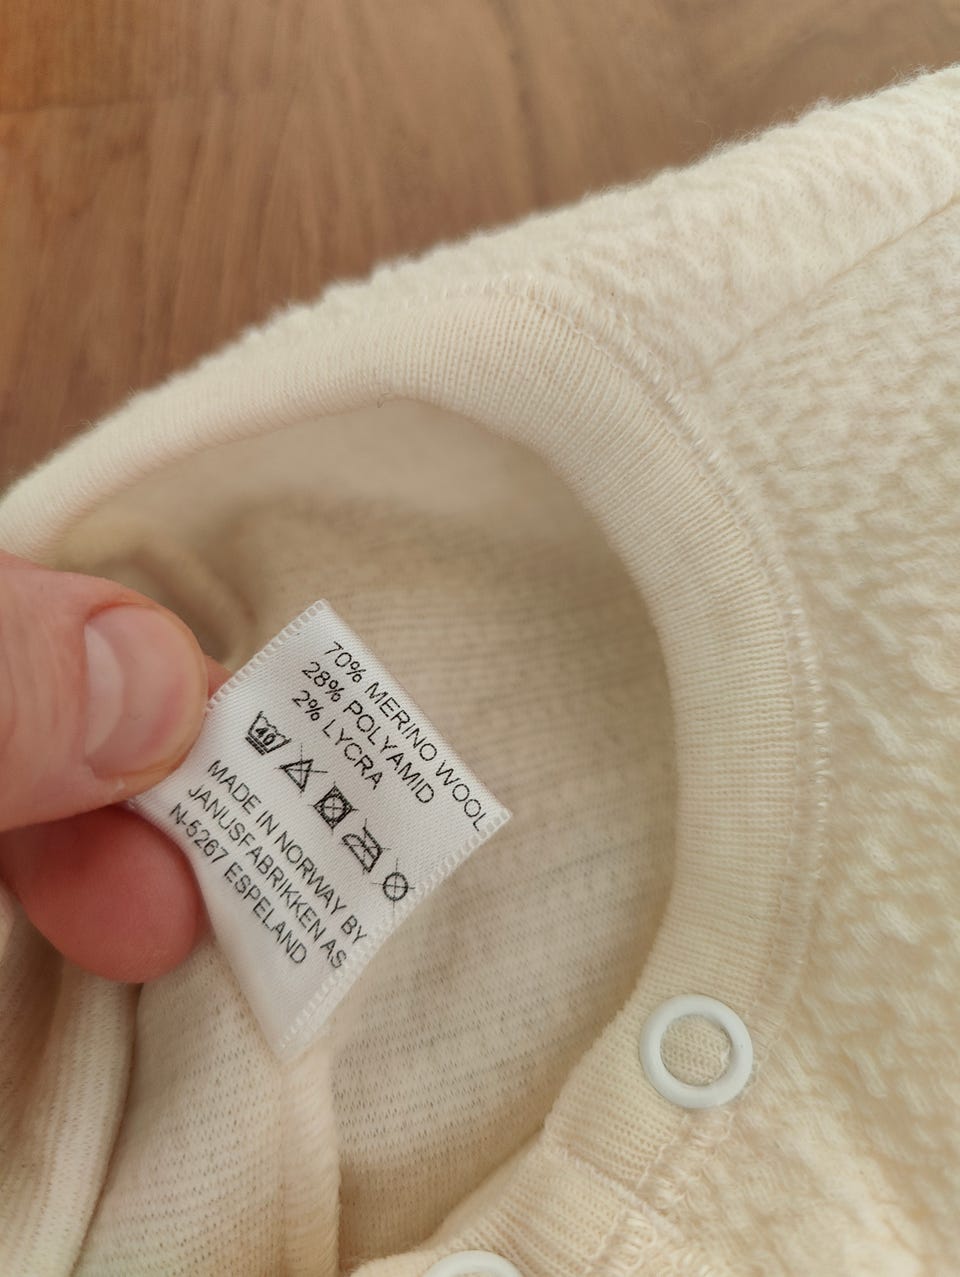 70% MERINO WOOL
28% POLYAMID
2% LYCRA
40
MADE IN NORWAY BY
JANUSFABRIKKEN AS
N-5267 ESPELAND